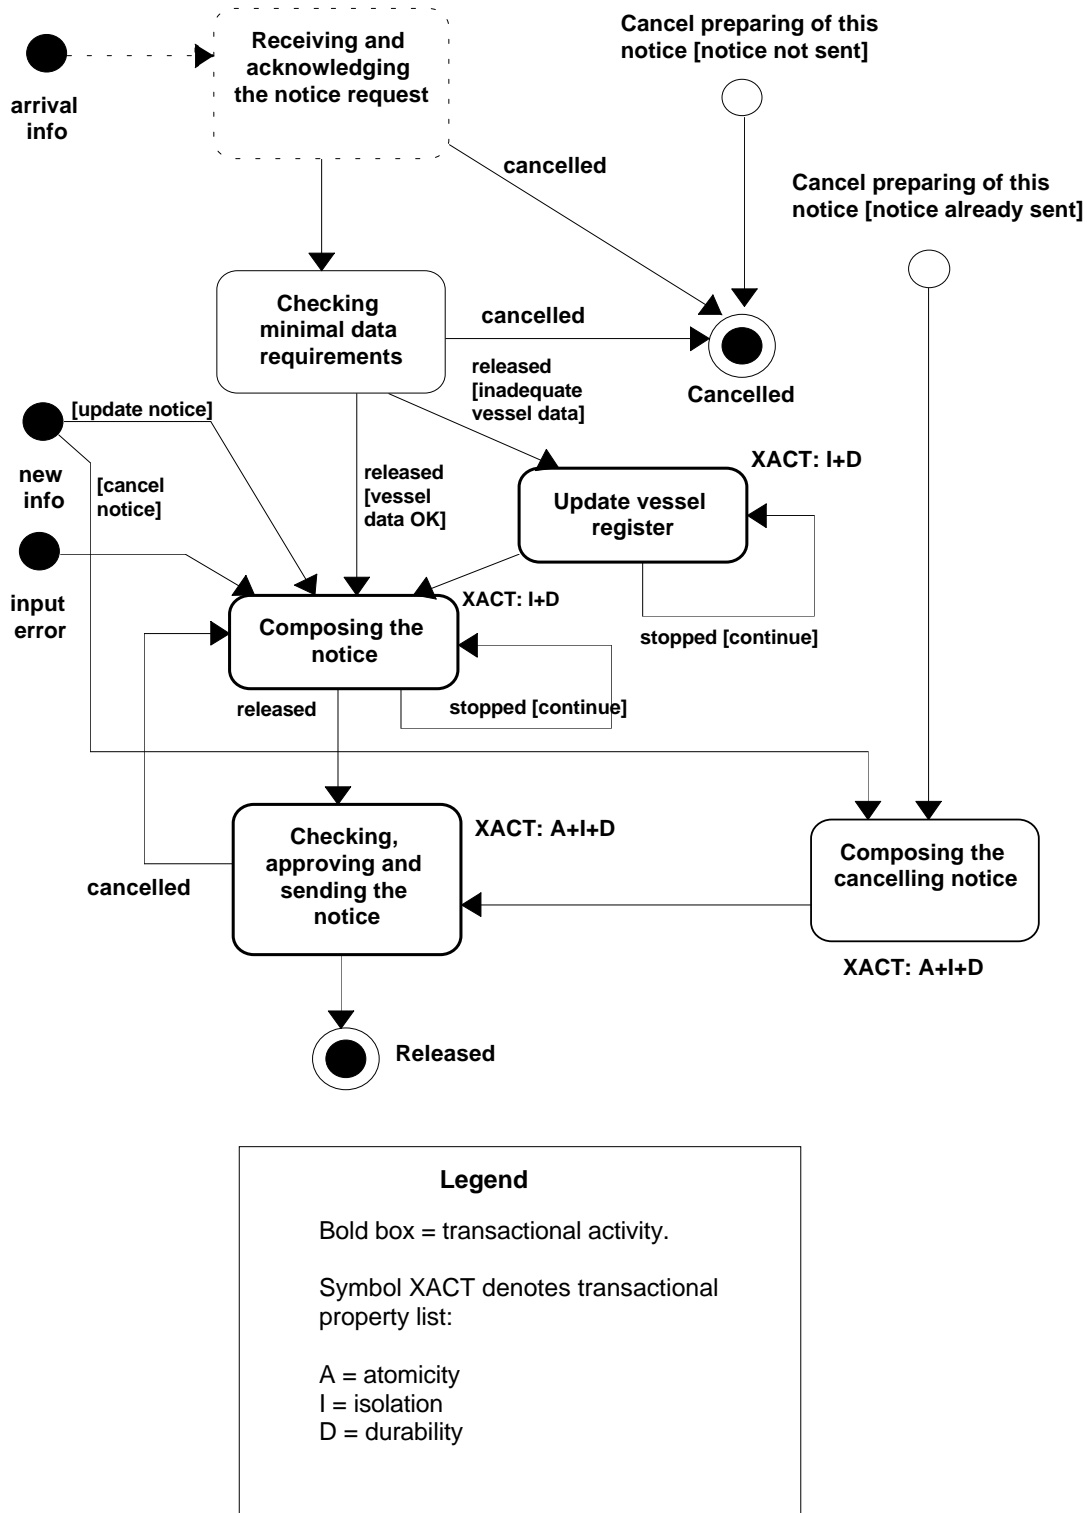 Receiving and
acknowledging
the notice request
Cancel preparing of this
notice [notice not sent]
arrival
info
cancelled
Cancel preparing of this
notice [notice already sent]
Checking
minimal data
requirements
cancelled
released
[inadequate
vessel data]
Cancelled
[update notice]
new
info
[cancel
notice]
released
[vessel
data OK]
XACT: I+D
Update vessel
register
input
error
XACT: I+D
Composing the
notice
stopped [continue]
released
stopped [continue]
Checking,
approving and
sending the
notice
XACT: A+I+D
Composing the
cancelling notice
cancelled
XACT: A+I+D
Released
Legend
Bold box = transactional activity.
Symbol XACT denotes transactional
property list:
A = atomicity
I = isolation
D = durability